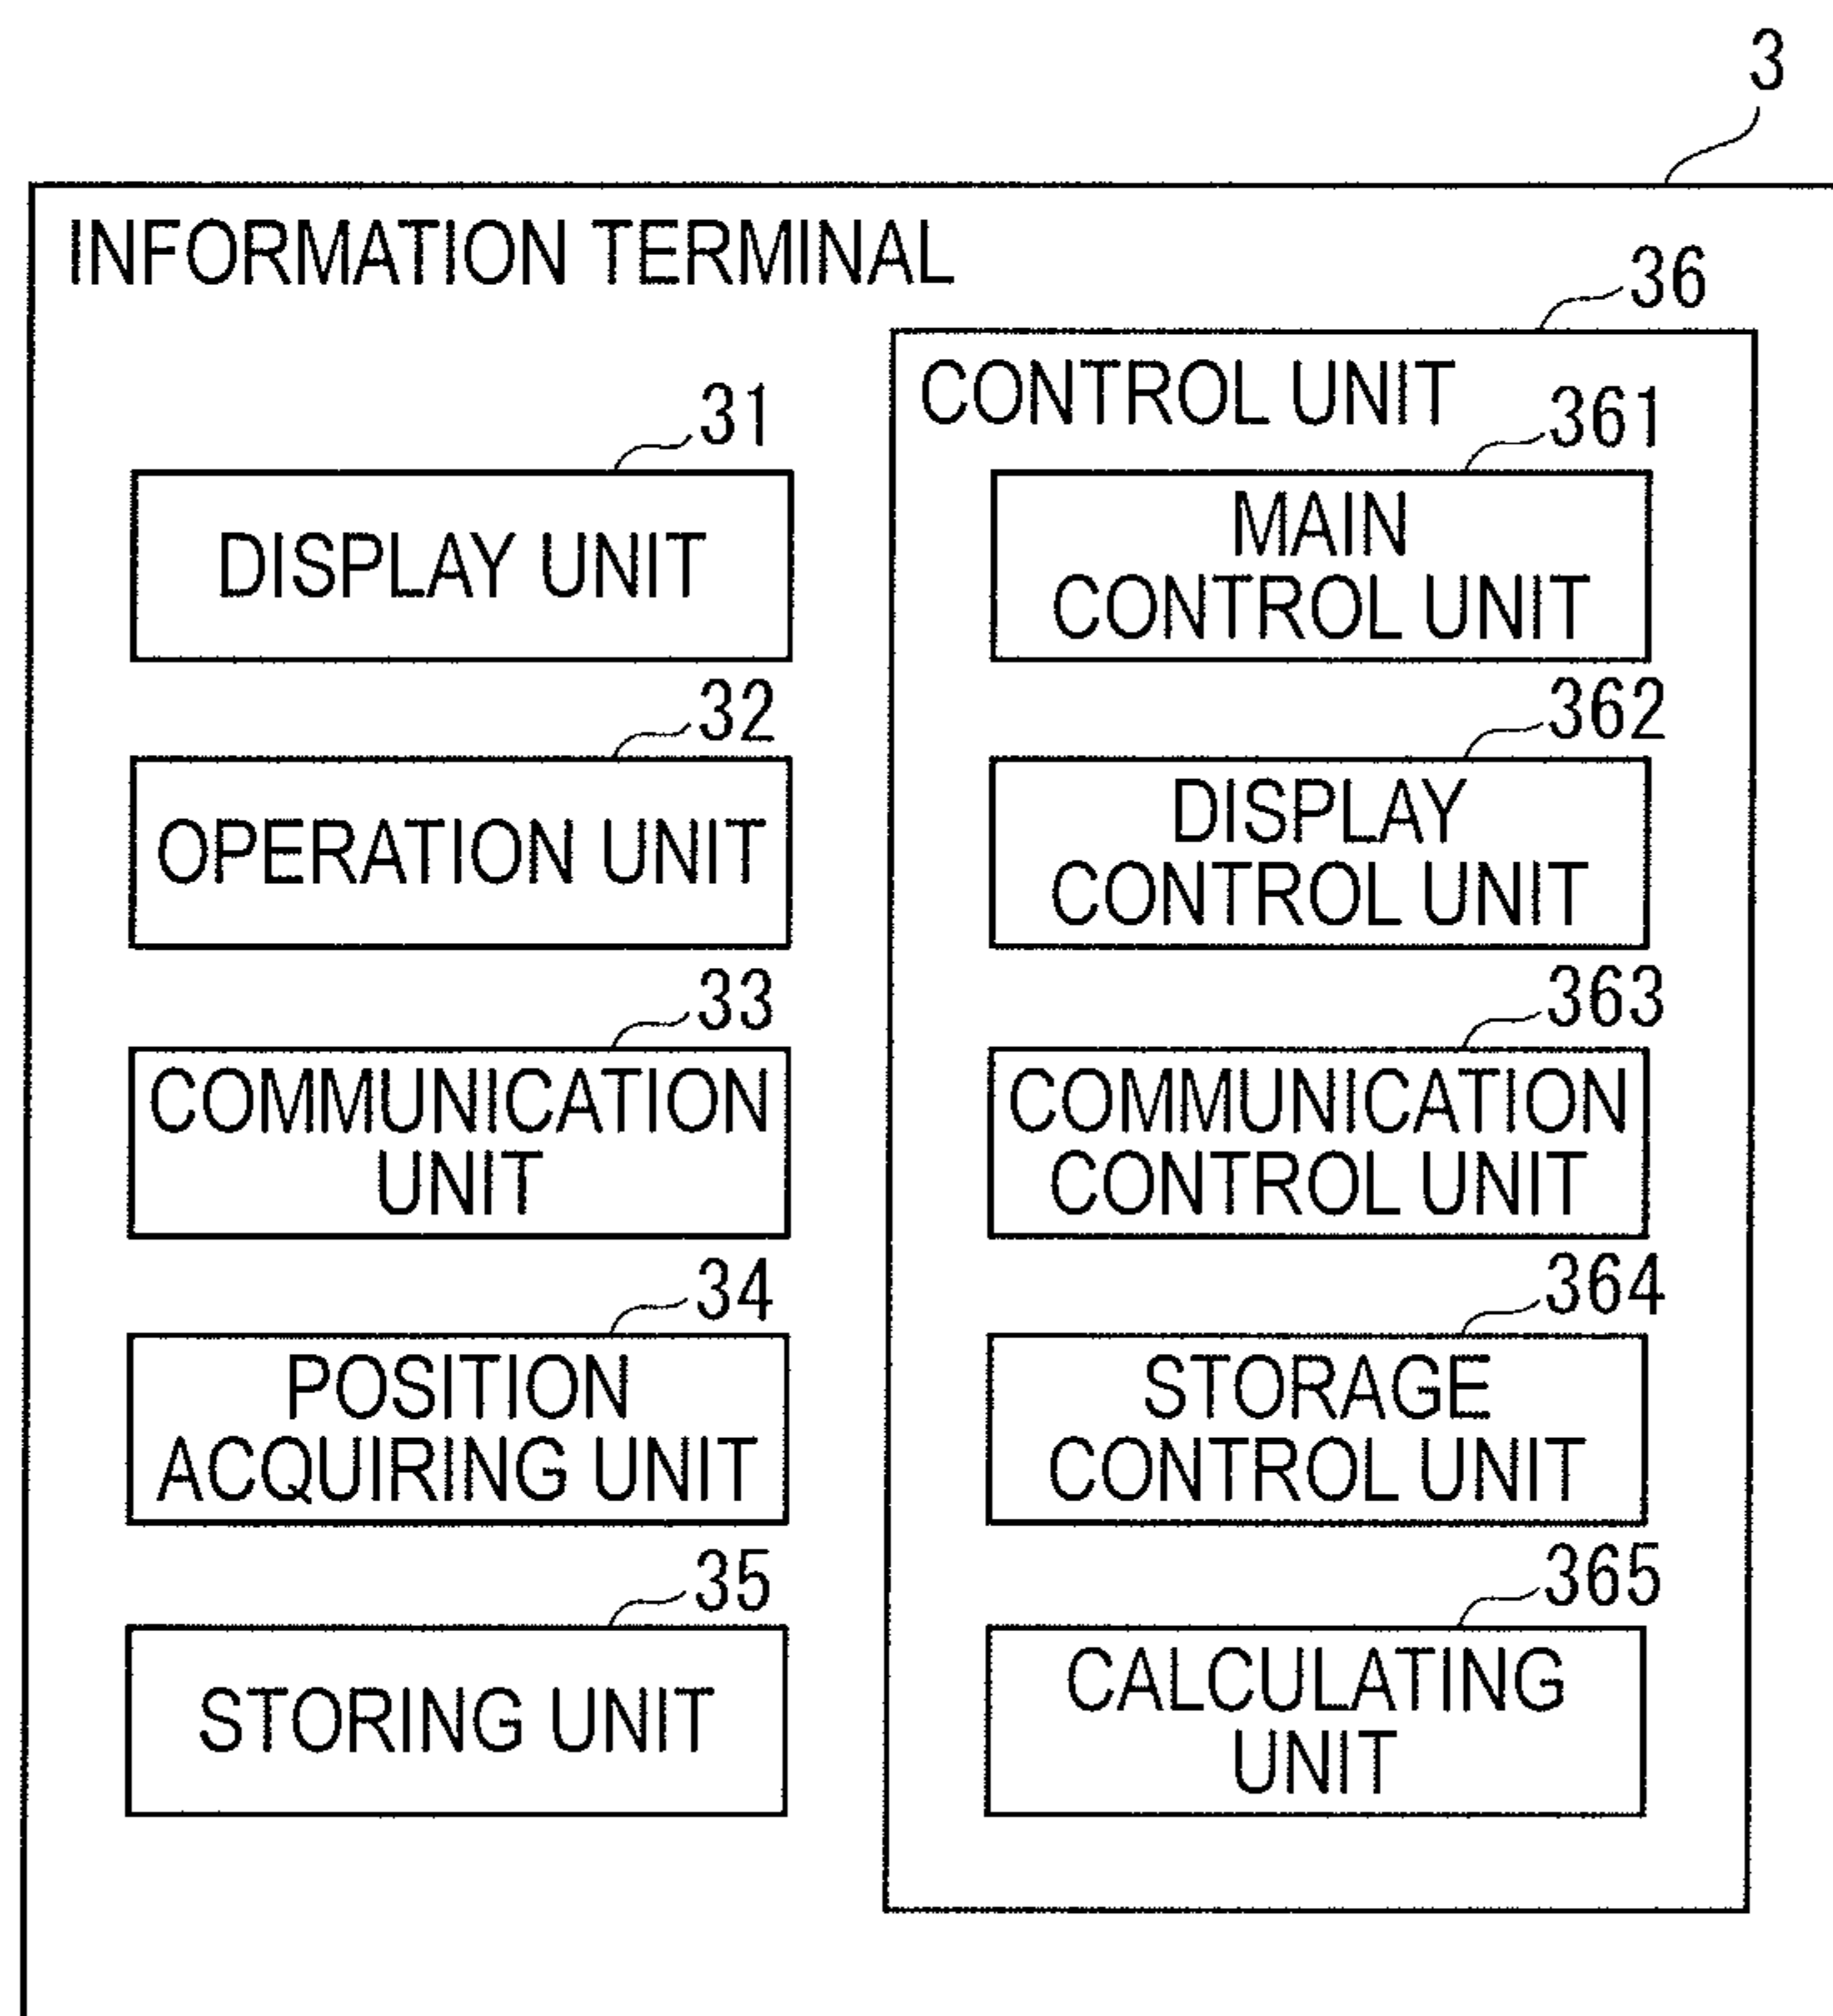 3
INFORMATION TERMINAL
31
DISPLAY UNIT
32
OPERATION UNIT
33
COMMUNICATION
UNIT
34
POSITION
ACQUIRING UNIT
35
STORING UNIT
36
CONTROL UNIT
361
MAIN
CONTROL UNIT
362
DISPLAY
CONTROL UNIT
363
COMMUNICATION
CONTROL UNIT
364
STORAGE
CONTROL UNIT
365
CALCULATING
UNIT